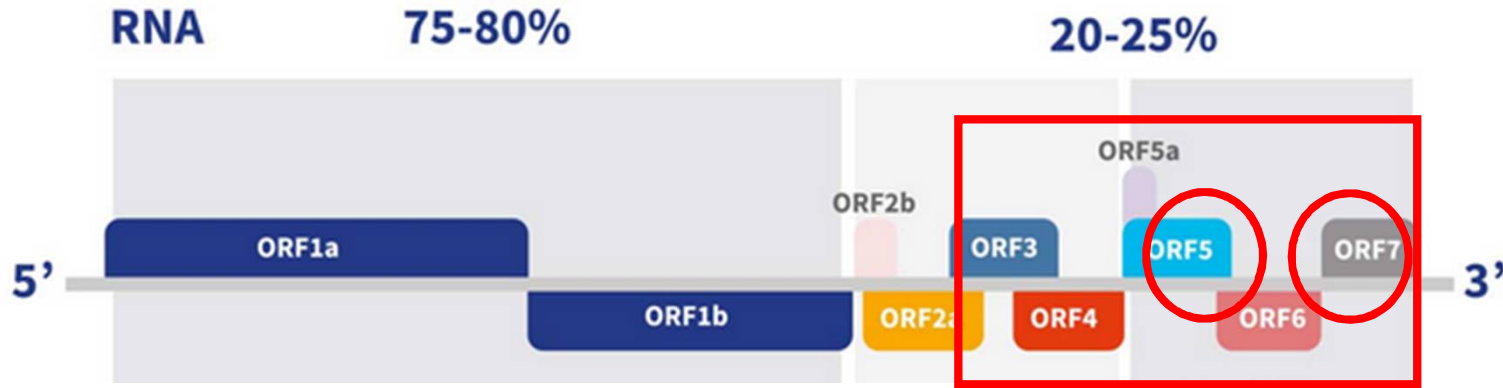 RNA 75-80% 20-25%
ORF5a
ORF2b
ORF1a ORF3 ORF5 ORF7
5’ 3’
ORF1b ORF2a ORF4 ORF6